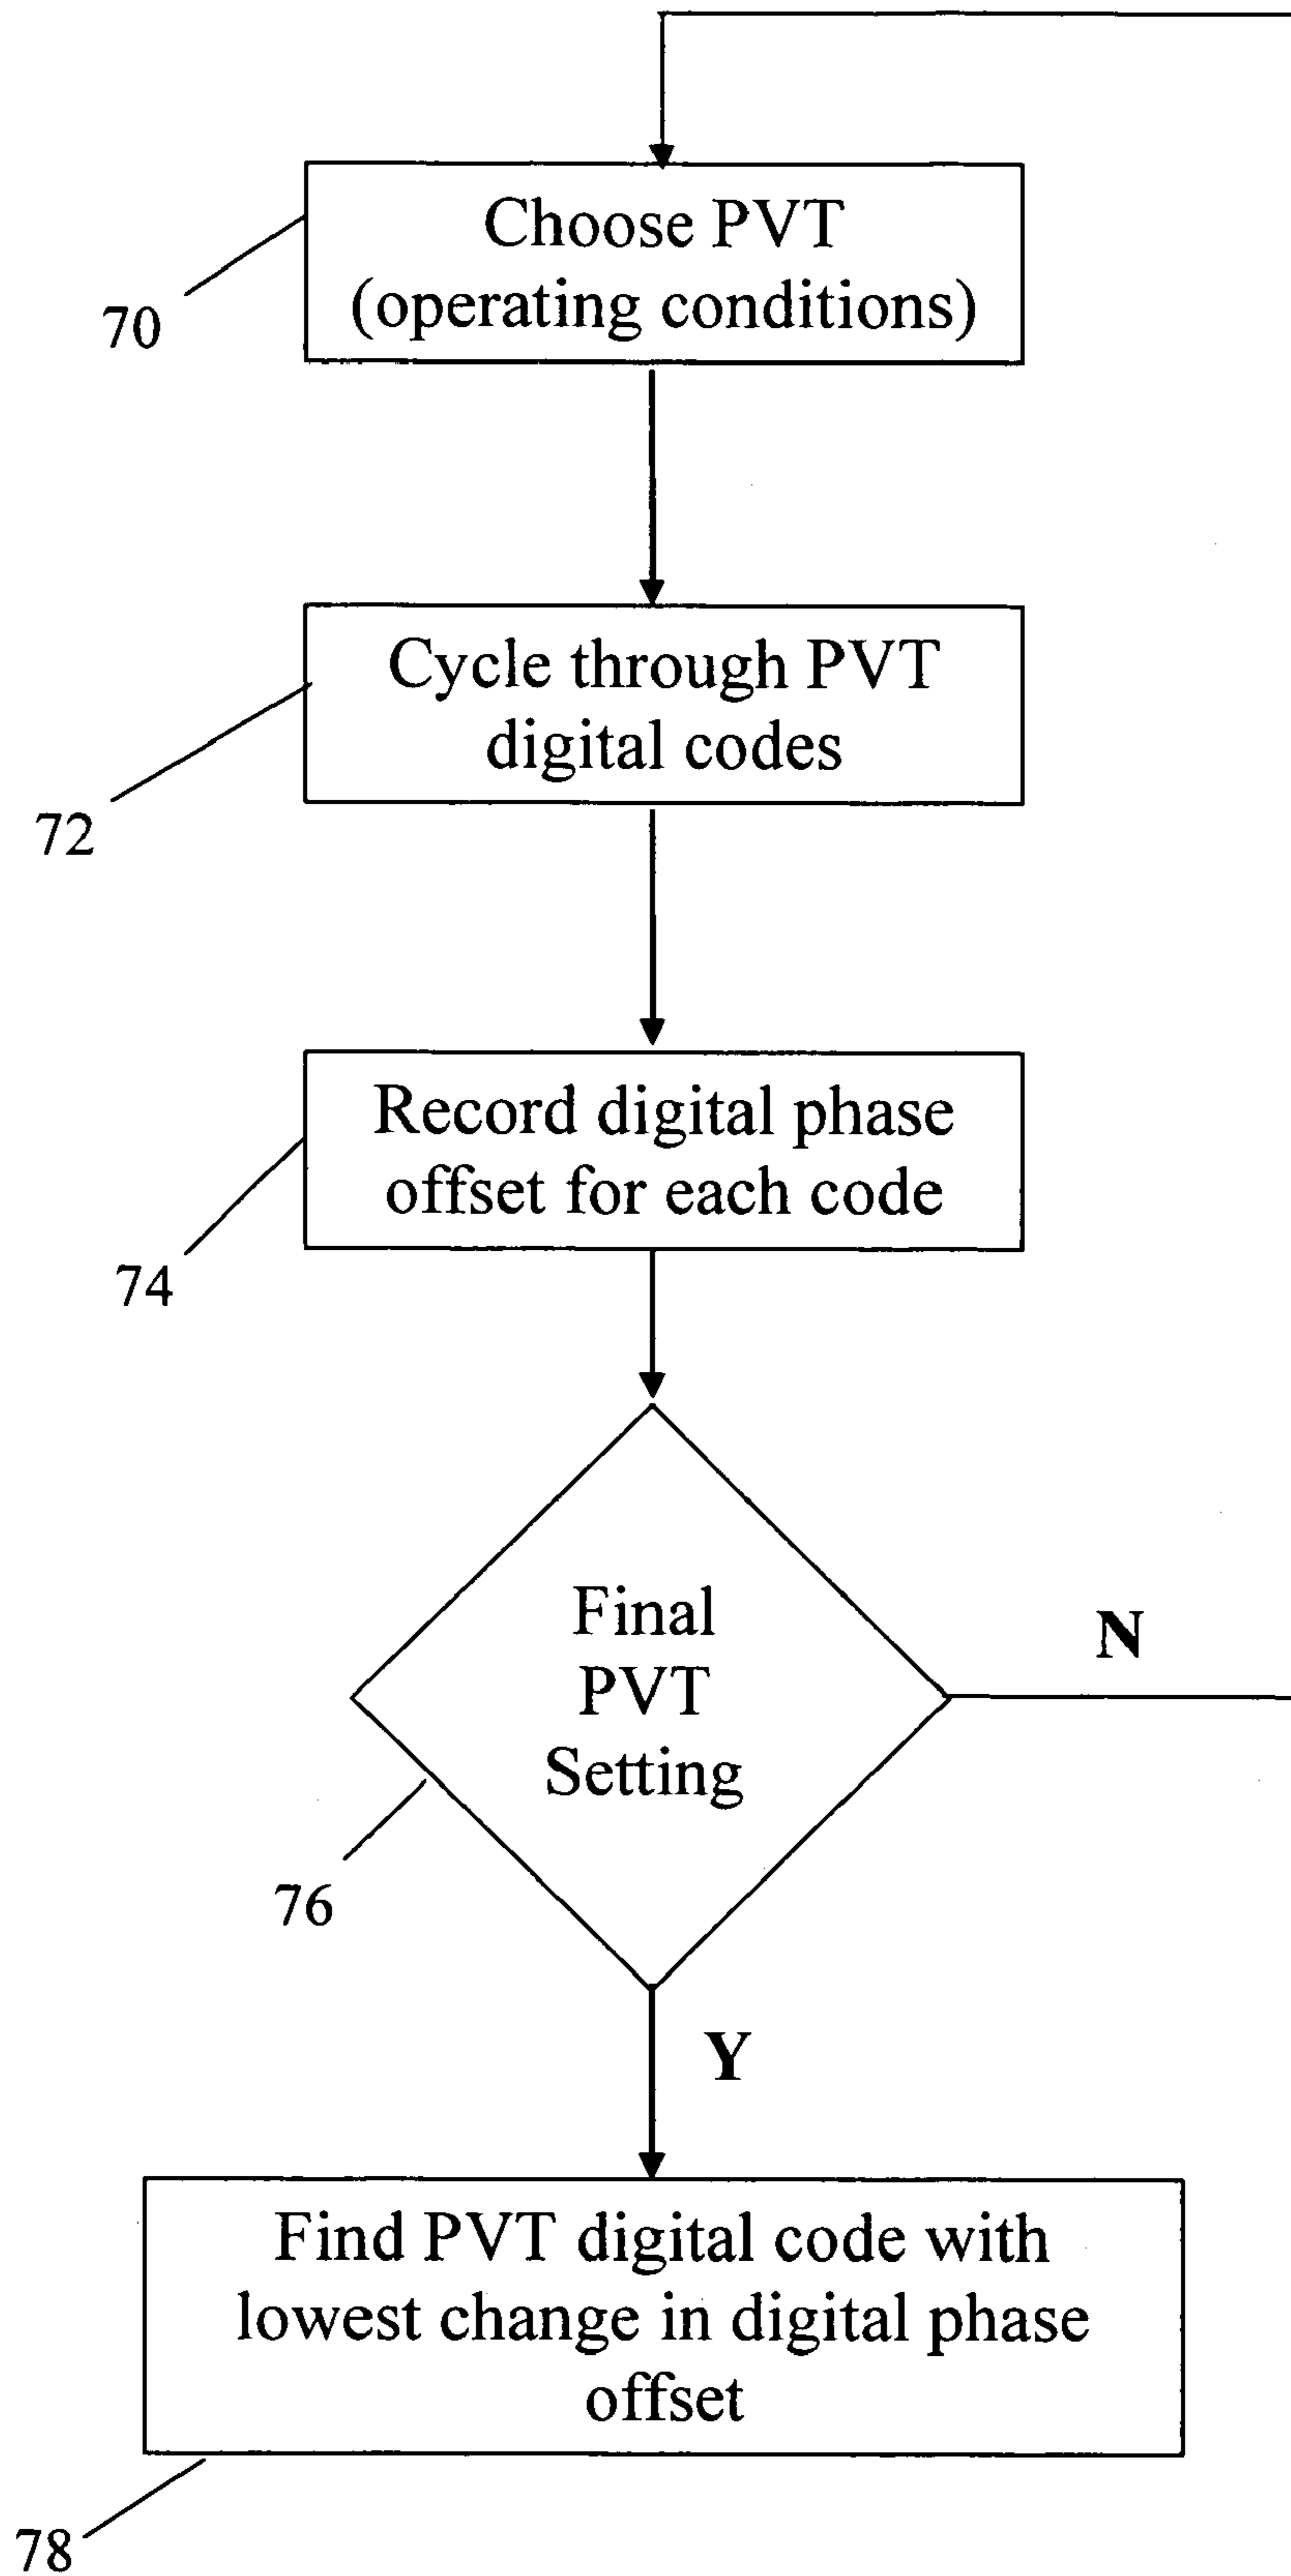 Choose PVT
(operating conditions)
70
Cycle through PVT
digital codes
72
Record digital phase
offset for each code
74
Final
PVT
Setting
N
76
Y
Find PVT digital code with
lowest change in digital phase
offset
78